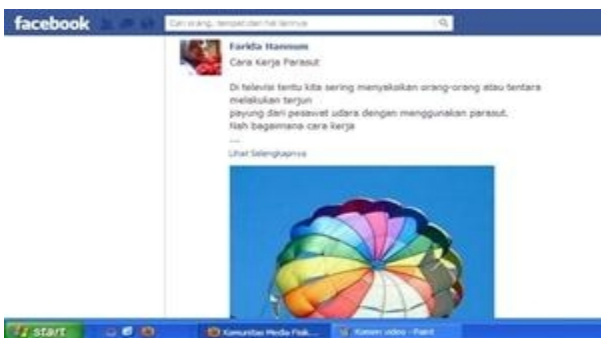 facebook
Cari orang, tempat dan hal lainnya
Farida Hannum
Cara Kerja Parasut
Di televisi tentu kita sering menyaksikan orang-orang atau tentara
melakukan terjun
payung dari pesawat udara dengan menggunakan parasut.
Nah bagaimana cara kerja
....
Lihat Selengkapnya
start
Komunitas Media Fisik...
Konsen video - Paint